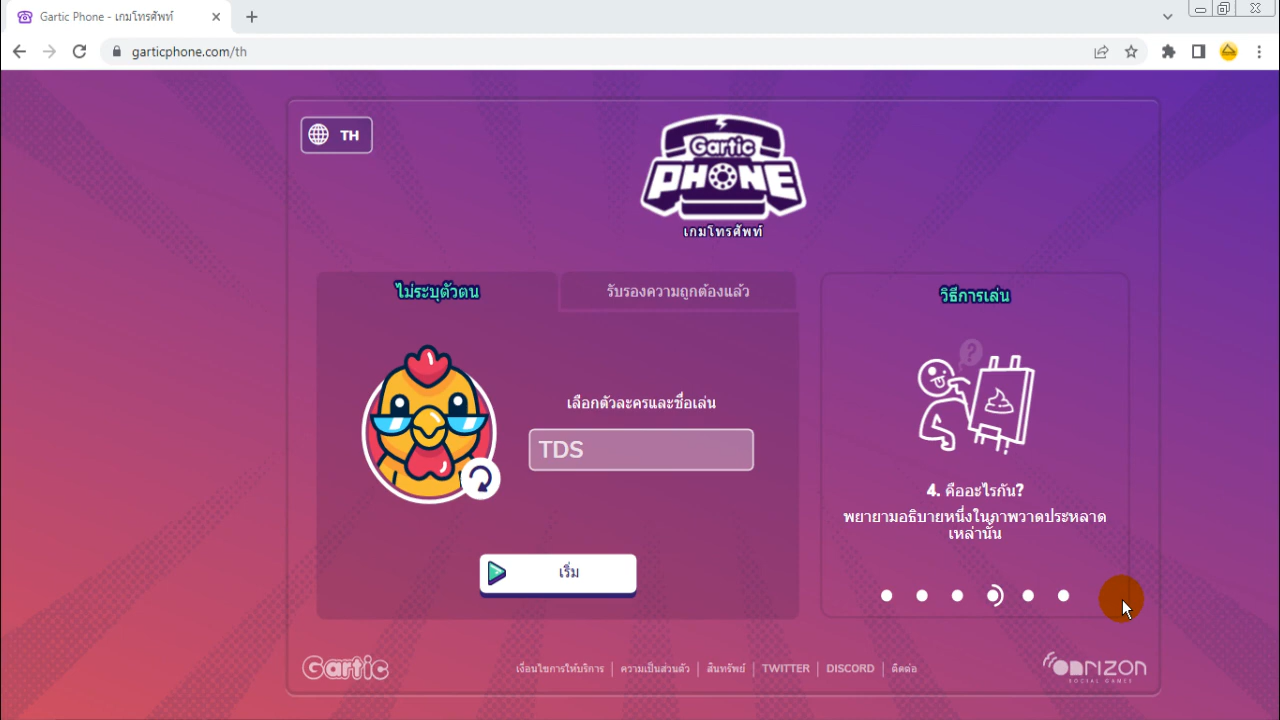 Gartic Phone - เกมโทรศัพท์
garticphone.com/th
TH
Gartic
PHONE
เกมโทรศัพท์
ไม่ระบุตัวตน
รับรองความถูกต้องแล้ว
วิธีการเล่น
?
เลือกตัวละครและชื่อเล่น
TDS
4. คืออะไรกัน?
พยายามอธิบายหนึ่งในภาพวาดประหลาด
เหล่านั้น
เริ่ม
Gartic
เงื่อนไขการให้บริการ
ความเป็นส่วนตัว
สินทรัพย์
TWITTER
DISCORD
ติดต่อ
ONRIZON
SOCIAL GAMES